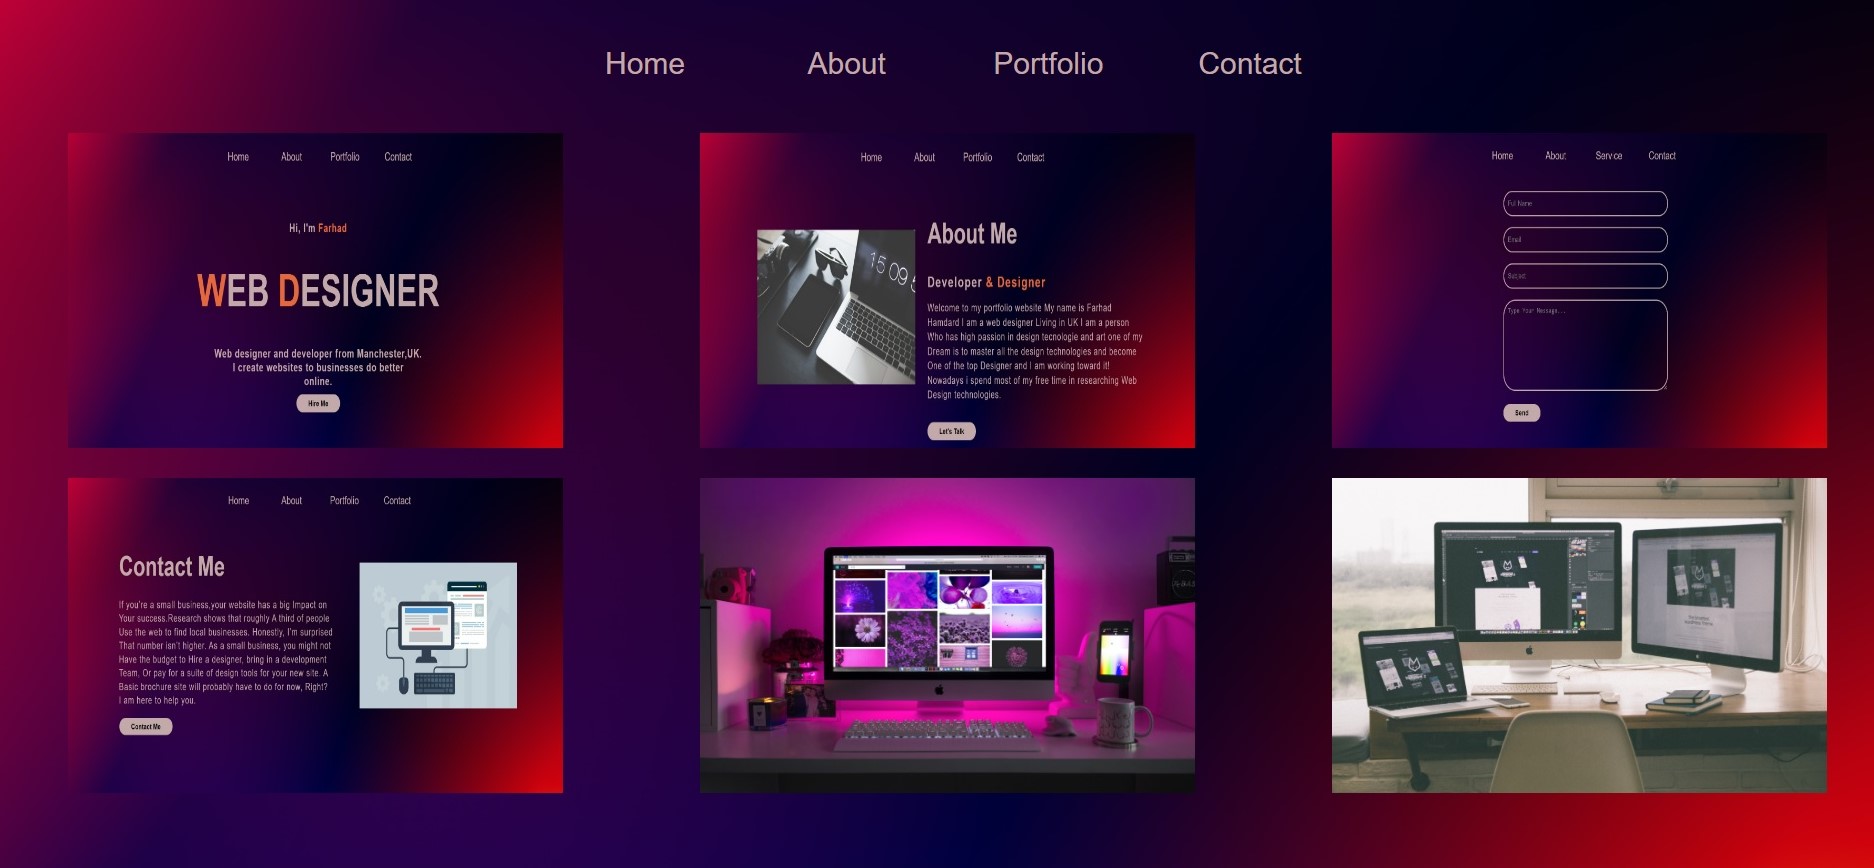 Home About Portfolio Contact
Home About Portfolio Contact
Hi, I'm Farhad
WEB DESIGNER
Web designer and developer from Manchester,UK.
I create websites to businesses do better
online.
Hire Me
Home About Portfolio Contact
15 09
About Me
Developer & Designer
Welcome to my portfolio website My name is Farhad
Hamdard I am a web designer Living in UK I am a person
Who has high passion in design tecnologie and art one of my
Dream is to master all the design technologies and become
One of the top Designer and I am working toward it!
Nowadays i spend most of my free time in researching Web
Design technologies.
Let's Talk
Home About Service Contact
Full Name
Email
Subject
Type Your Message...
Send
Home About Portfolio Contact
Contact Me
If you're a small business,your website has a big Impact on
Your success.Research shows that roughly A third of people
Use the web to find local businesses. Honestly, I'm surprised
That number isn't higher. As a small business, you might not
Have the budget to Hire a designer, bring in a development
Team, Or pay for a suite of design tools for your new site. A
Basic brochure site will probably have to do for now, Right?
I am here to help you.
Contact Me